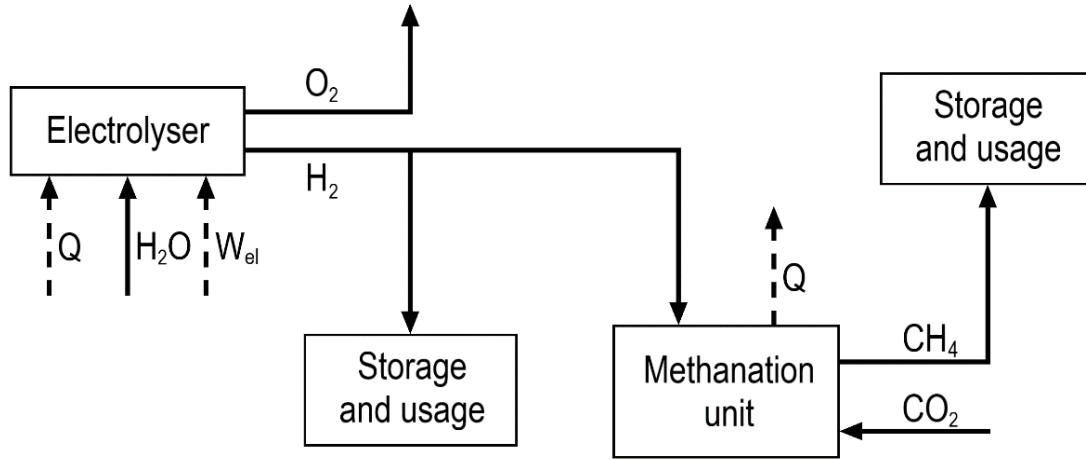 O₂
Electrolyser
H₂
Q
H₂O
Wₑₗ
Storage
and usage
Storage
and usage
Q
Methanation
unit
CH₄
CO₂